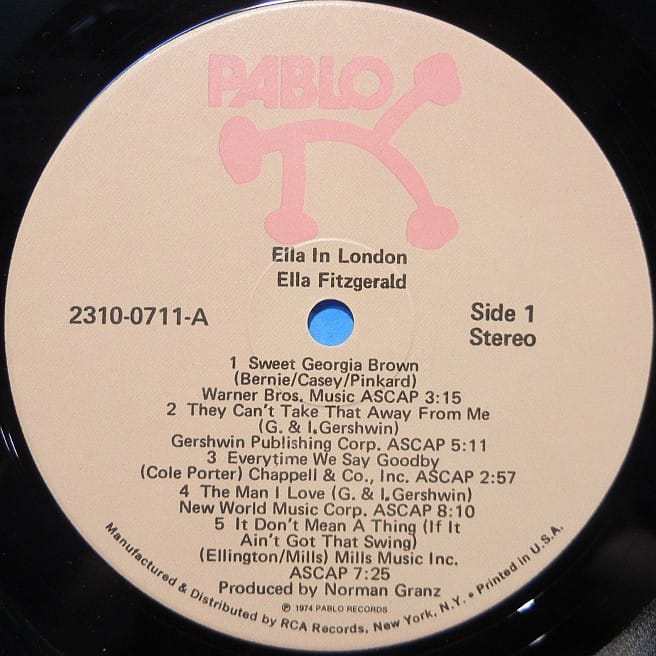 PABLO
Ella In London
Ella Fitzgerald
2310-0711-A
Side 1
Stereo
1 Sweet Georgia Brown
(Bernie/Casey/Pinkard)
Warner Bros. Music ASCAP 3:15
2 They Can't Take That Away From Me
(G. & I. Gershwin)
Gershwin Publishing Corp. ASCAP 5:11
3 Everytime We Say Goodby
(Cole Porter) Chappell & Co., Inc. ASCAP 2:57
4 The Man I Love (G. & I. Gershwin)
New World Music Corp. ASCAP 8:10
5 It Don't Mean A Thing (If It
Ain't Got That Swing)
(Ellington/Mills) Mills Music Inc.
ASCAP 7:25
Produced by Norman Granz
℗ 1974 PABLO RECORDS
Manufactured & Distributed by RCA Records, New York, N.Y. • Printed in U.S.A.